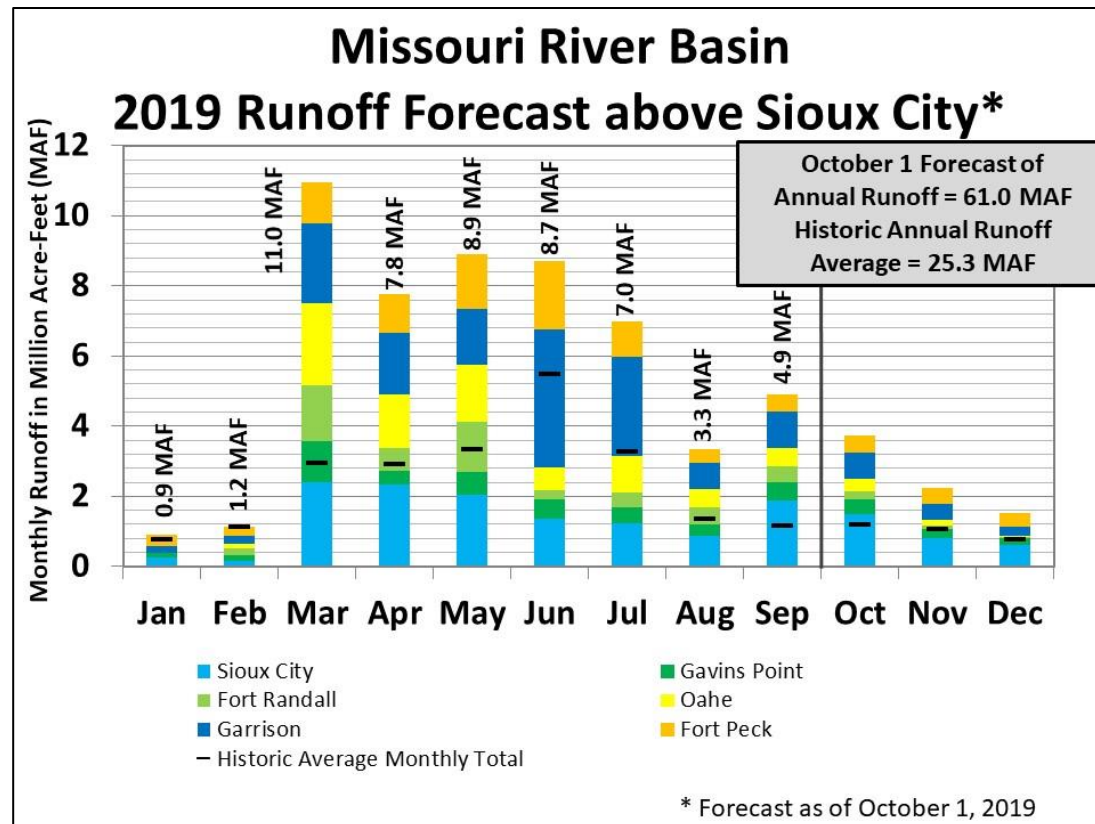 Missouri River Basin
2019 Runoff Forecast above Sioux City*
Monthly Runoff in Million Acre-Feet (MAF)
12
10
8
6
4
2
0
0.9 MAF
1.2 MAF
11.0 MAF
7.8 MAF
8.9 MAF
8.7 MAF
7.0 MAF
3.3 MAF
4.9 MAF
October 1 Forecast of
Annual Runoff = 61.0 MAF
Historic Annual Runoff
Average = 25.3 MAF
Jan Feb Mar Apr May Jun Jul Aug Sep Oct Nov Dec
Sioux City Gavins Point
Fort Randall Oahe
Garrison Fort Peck
Historic Average Monthly Total
* Forecast as of October 1, 2019